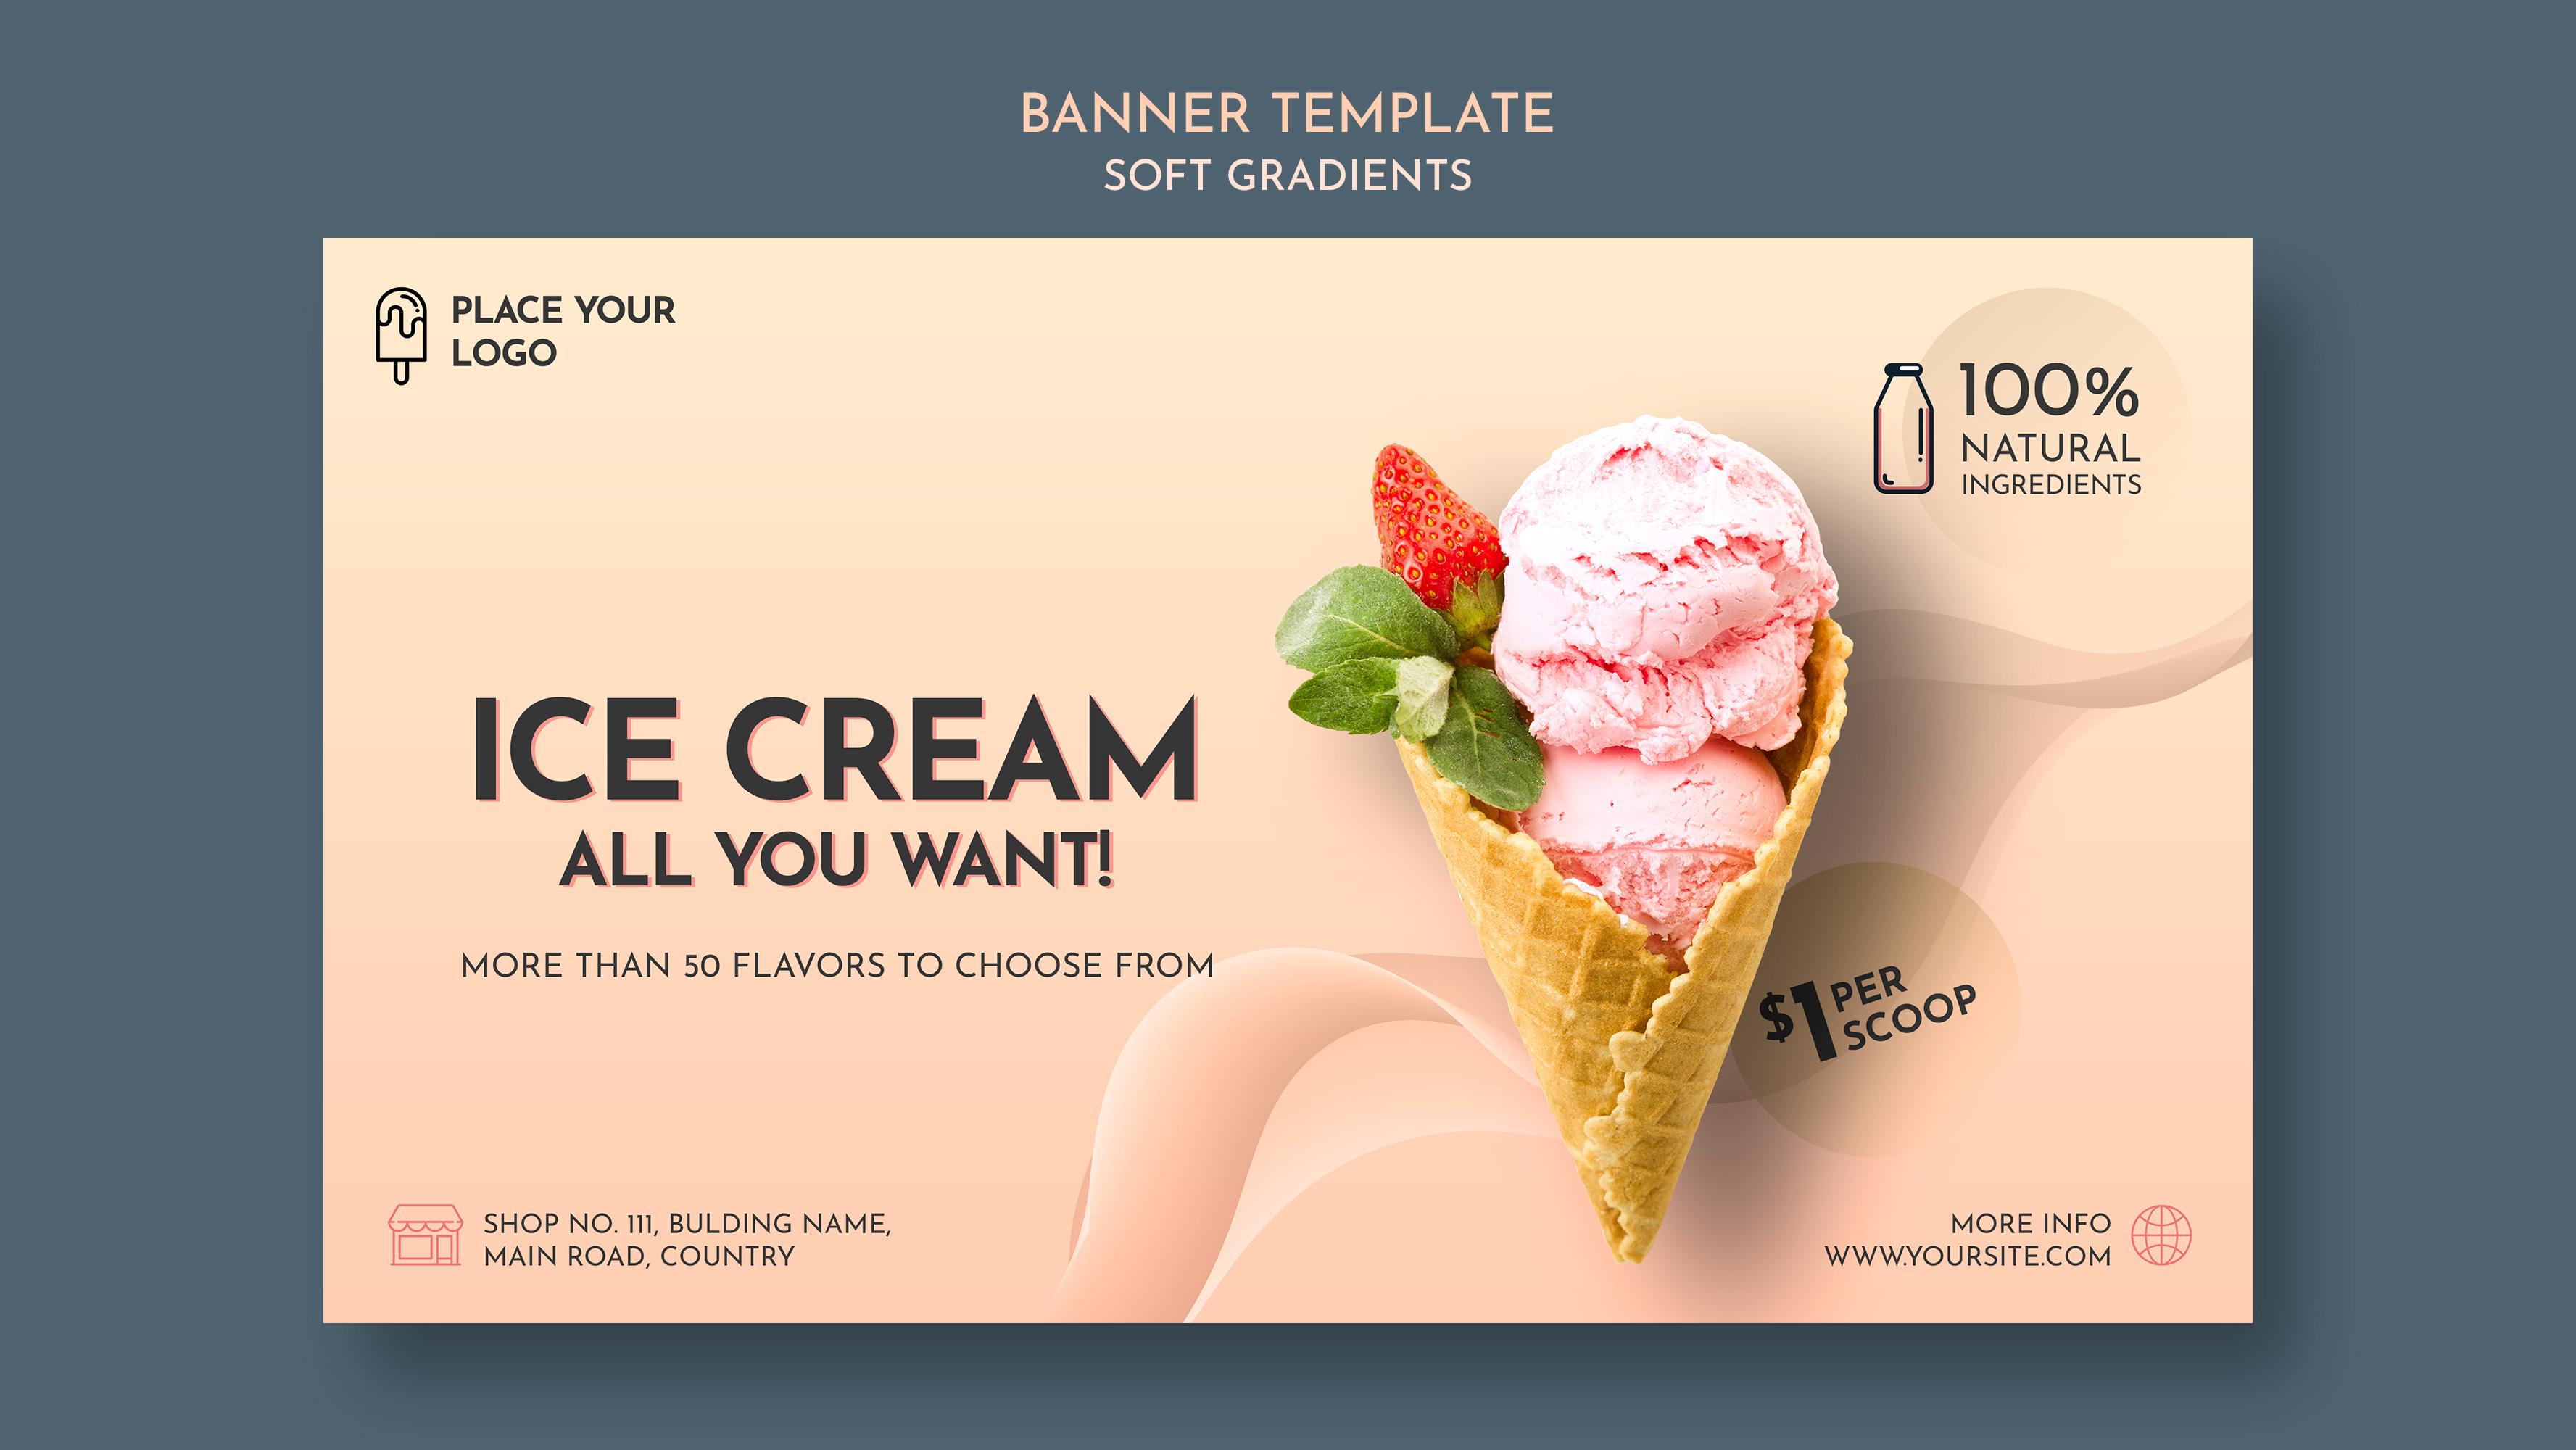 BANNER TEMPLATE
SOFT GRADIENTS
PLACE YOUR
LOGO
100%
NATURAL
INGREDIENTS
ICE CREAM
ALL YOU WANT!
MORE THAN 50 FLAVORS TO CHOOSE FROM
$1 PER
SCOOP
SHOP NO. 111, BULDING NAME,
MAIN ROAD, COUNTRY
MORE INFO
WWW.YOURSITE.COM